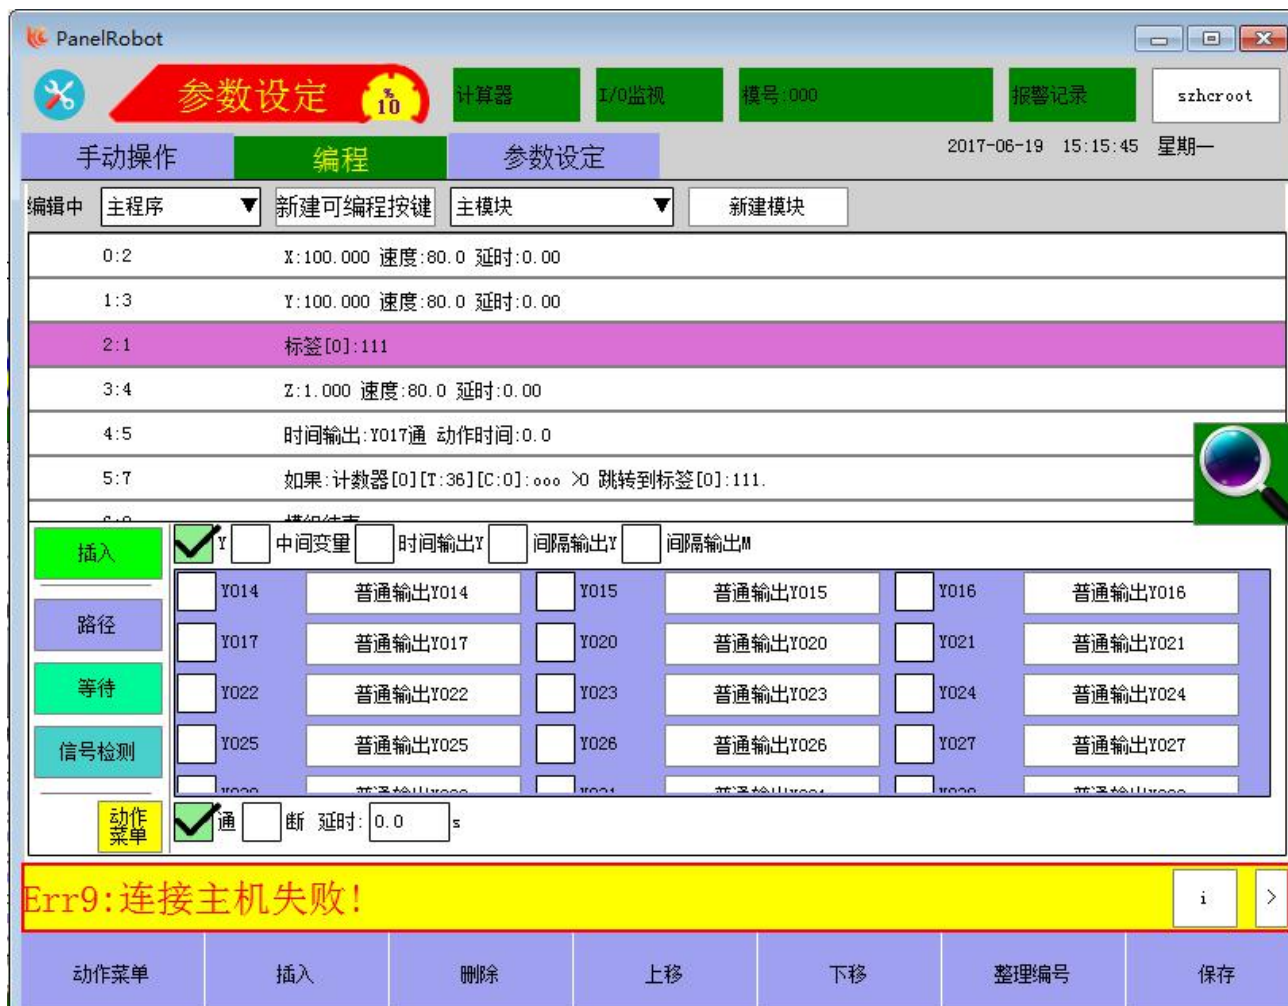 PanelRobot
参数设定 % 10 计算器 I/O监视 模号:000 报警记录 szhcroot
手动操作 编程 参数设定 2017-06-19 15:15:45 星期一
编辑中 主程序 新建可编程按键 主模块 新建模块
0:2 X:100.000 速度:80.0 延时:0.00
1:3 Y:100.000 速度:80.0 延时:0.00
2:1 标签[0]:111
3:4 Z:1.000 速度:80.0 延时:0.00
4:5 时间输出:Y017通 动作时间:0.0
5:7 如果:计数器[0][T:36][C:0]:ooo >0 跳转到标签[0]:111.
插入 Y 中间变量 时间输出Y 间隔输出Y 间隔输出M
Y014 普通输出Y014 Y015 普通输出Y015 Y016 普通输出Y016
路径 Y017 普通输出Y017 Y020 普通输出Y020 Y021 普通输出Y021
等待 Y022 普通输出Y022 Y023 普通输出Y023 Y024 普通输出Y024
信号检测 Y025 普通输出Y025 Y026 普通输出Y026 Y027 普通输出Y027
动作菜单 通 断 延时: 0.0 s
Err9:连接主机失败! i >
动作菜单 插入 删除 上移 下移 整理编号 保存